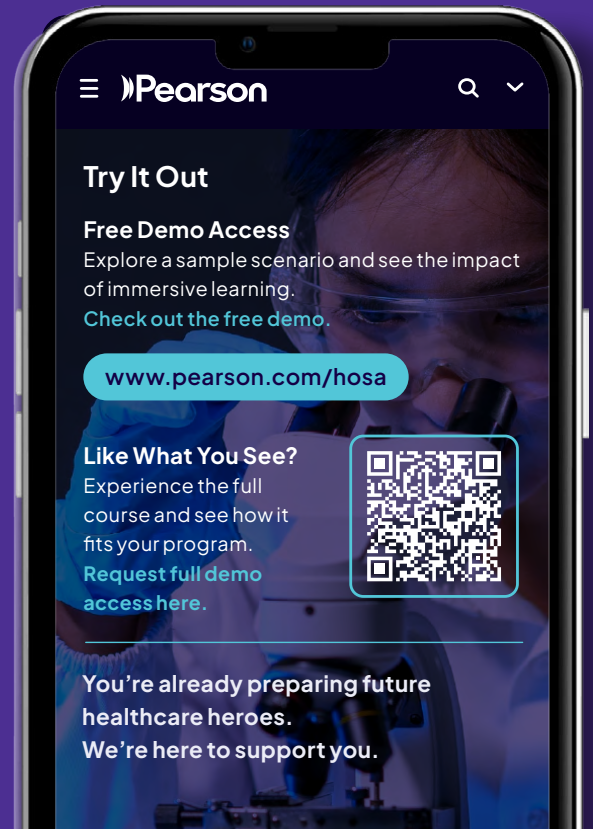 Pearson
Try It Out
Free Demo Access
Explore a sample scenario and see the impact
of immersive learning.
Check out the free demo.
www.pearson.com/hosa
Like What You See?
Experience the full
course and see how it
fits your program.
Request full demo
access here.
You're already preparing future
healthcare heroes.
We're here to support you.